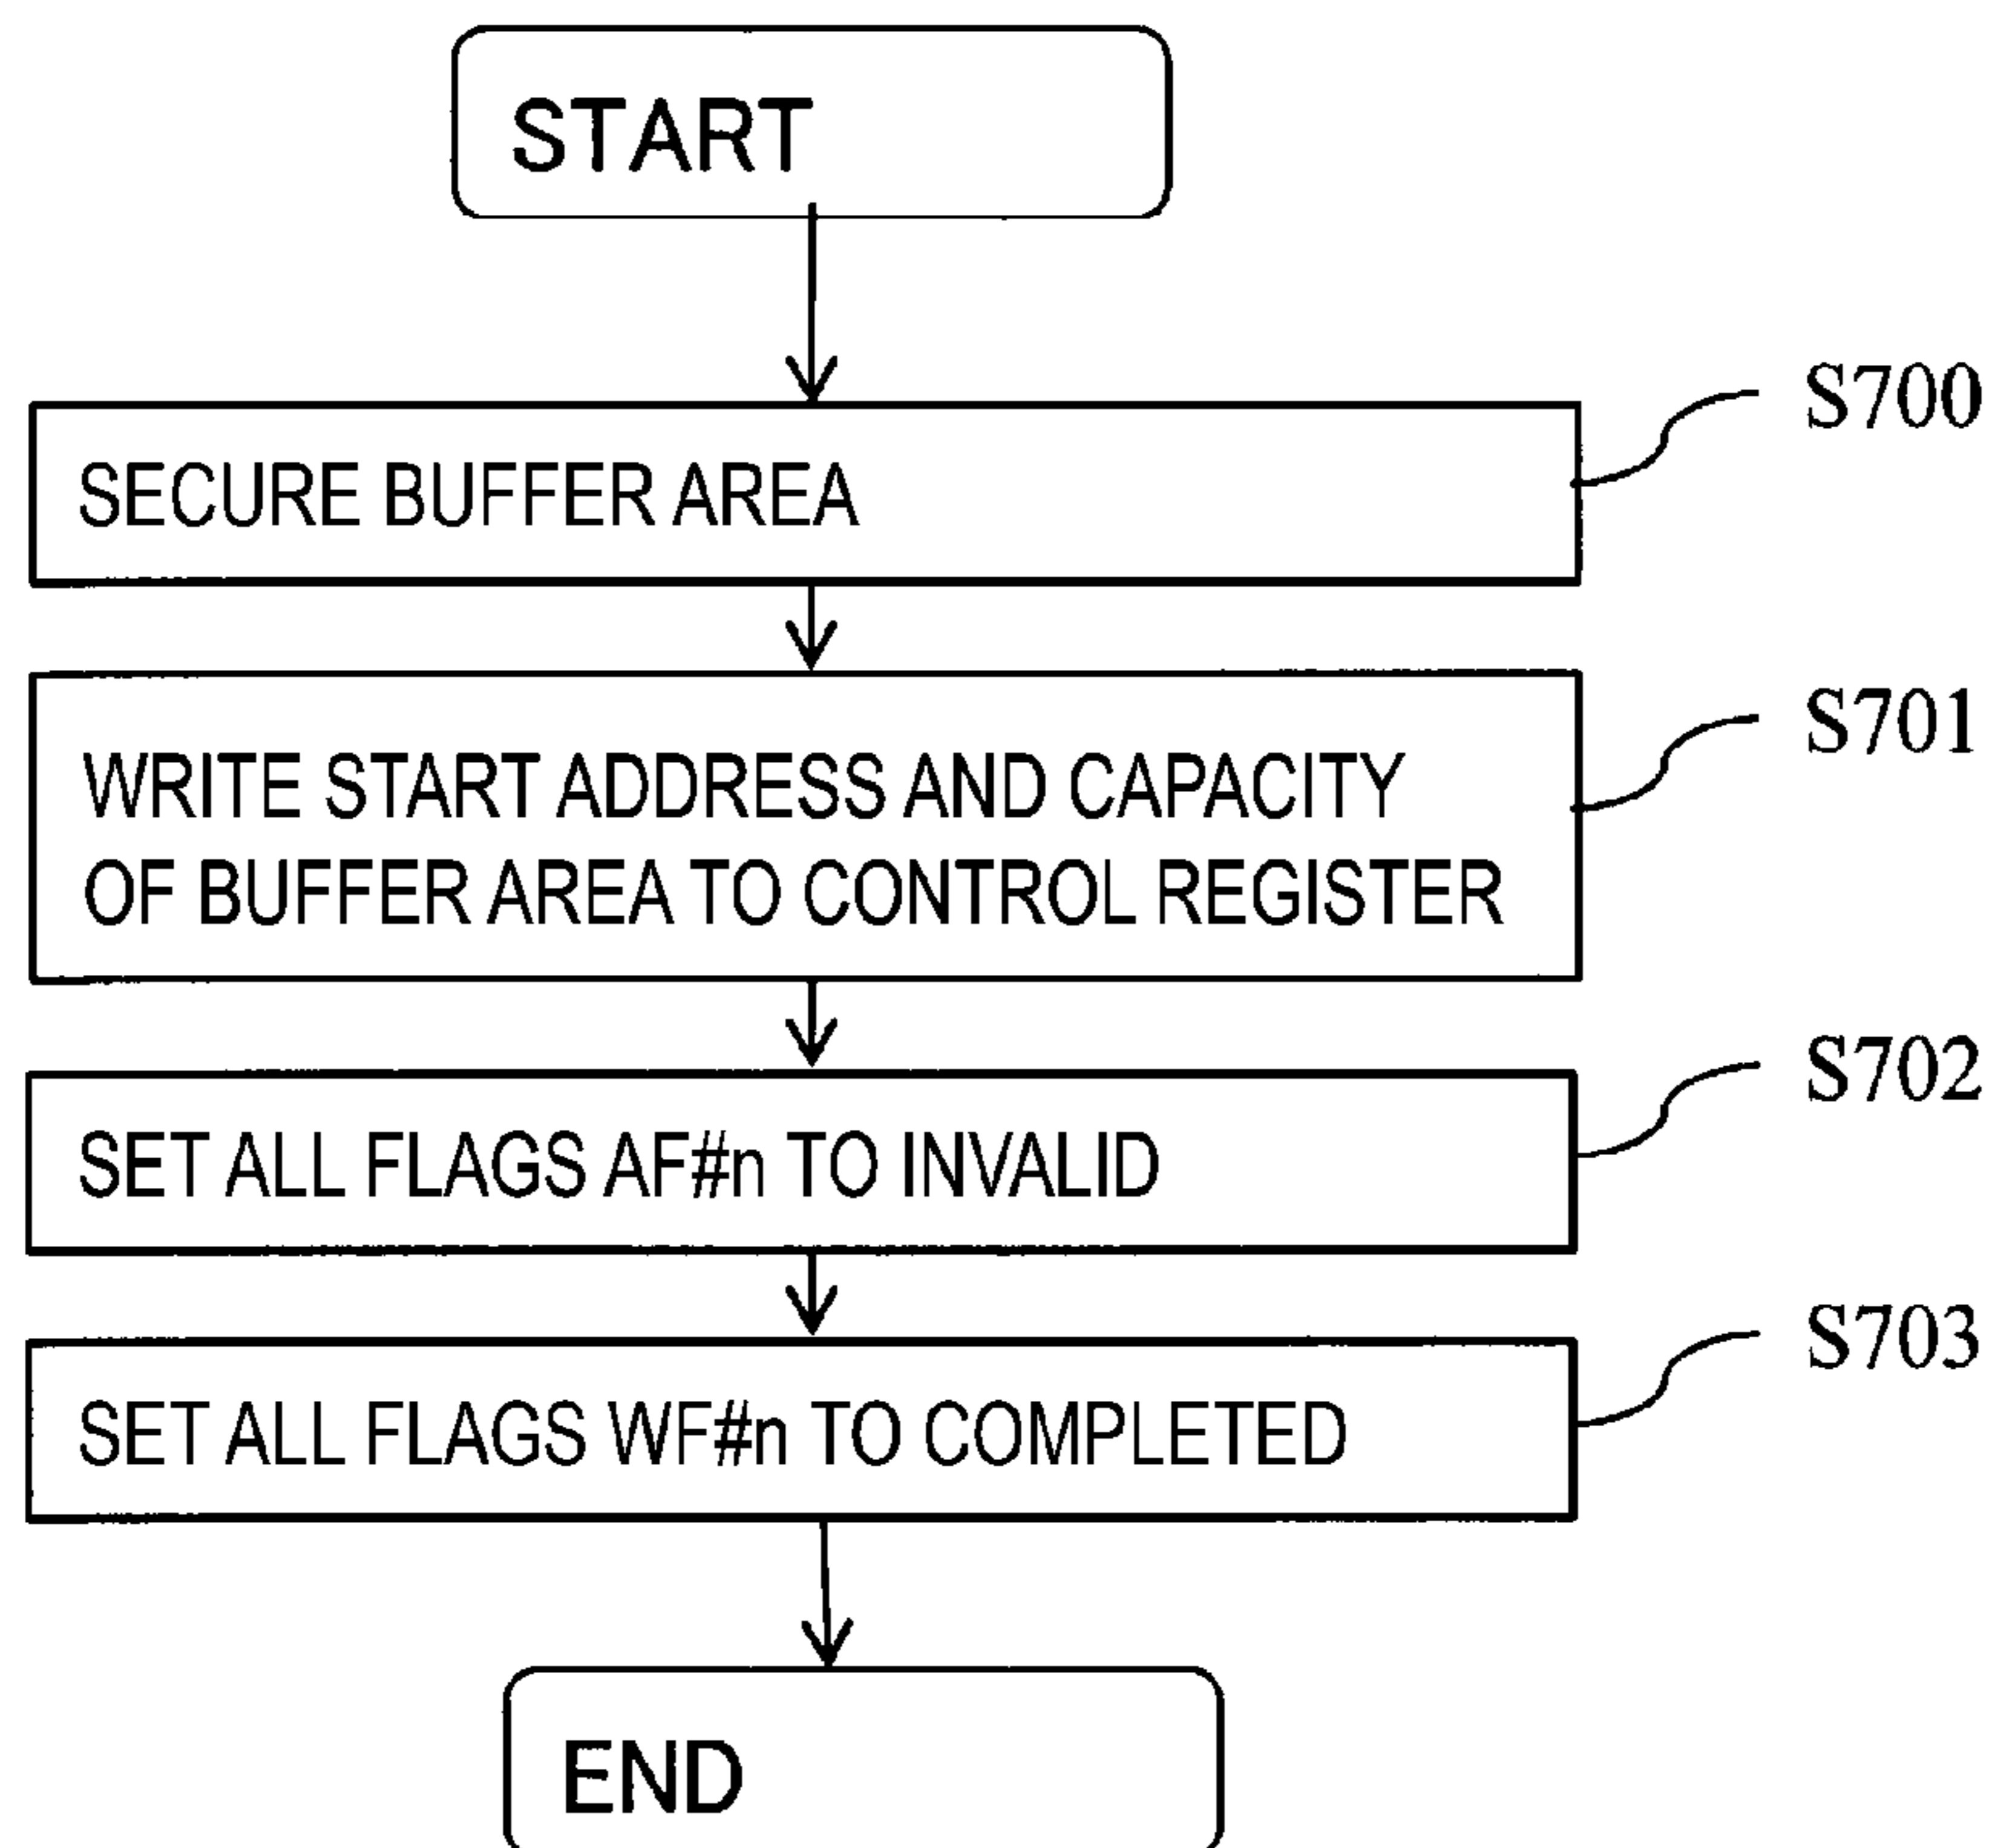 START
S700
SECURE BUFFER AREA
S701
WRITE START ADDRESS AND CAPACITY
OF BUFFER AREA TO CONTROL REGISTER
S702
SET ALL FLAGS AF#n TO INVALID
S703
SET ALL FLAGS WF#n TO COMPLETED
END